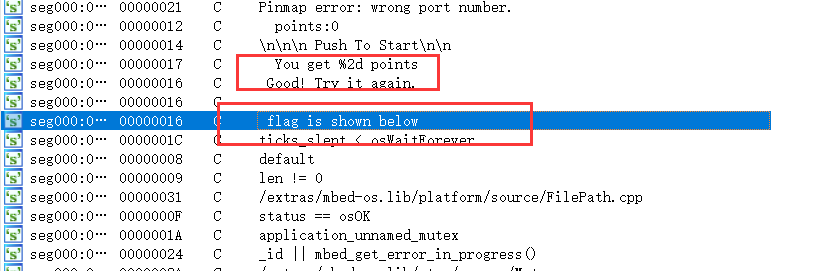 seg000:0··· 00000021 C Pinmap error: wrong port number.
seg000:0··· 00000012 C points:0
seg000:0··· 00000014 C \n\n\n Push To Start\n\n
seg000:0··· 00000017 C You get %2d points
seg000:0··· 00000016 C Good! Try it again.
seg000:0··· 00000016 C
seg000:0··· 00000016 C flag is shown below
seg000:0··· 0000001C C ticks_slept < osWaitForever
seg000:0··· 00000008 C default
seg000:0··· 00000009 C len != 0
seg000:0··· 00000031 C /extras/mbed-os.lib/platform/source/FilePath.cpp
seg000:0··· 0000000F C status == osOK
seg000:0··· 0000001A C application_unnamed_mutex
seg000:0··· 00000024 C _id || mbed_get_error_in_progress()